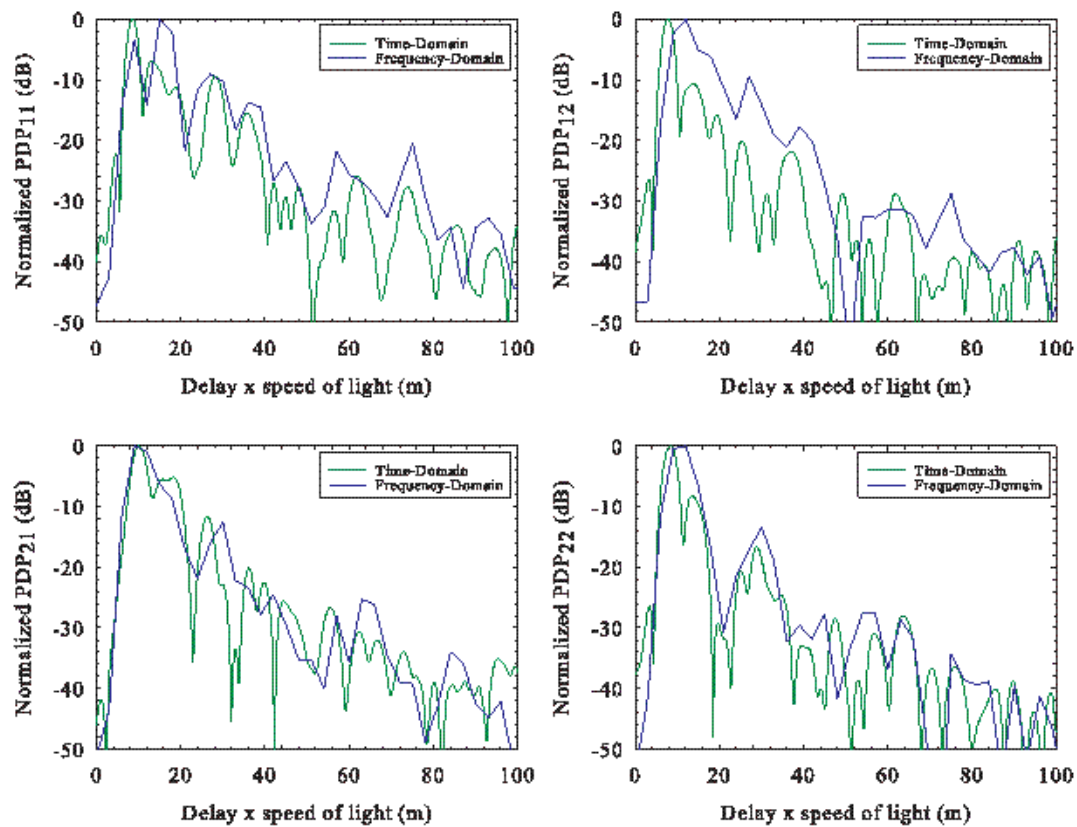 Normalized PDP11 (dB)
0
-10
-20
-30
-40
-50
Time-Domain
Frequency-Domain
0 20 40 60 80 100
Delay x speed of light (m)
Normalized PDP12 (dB)
0
-10
-20
-30
-40
-50
Time-Domain
Frequency-Domain
0 20 40 60 80 100
Delay x speed of light (m)
Normalized PDP21 (dB)
0
-10
-20
-30
-40
-50
Time-Domain
Frequency-Domain
0 20 40 60 80 100
Delay x speed of light (m)
Normalized PDP22 (dB)
0
-10
-20
-30
-40
-50
Time-Domain
Frequency-Domain
0 20 40 60 80 100
Delay x speed of light (m)